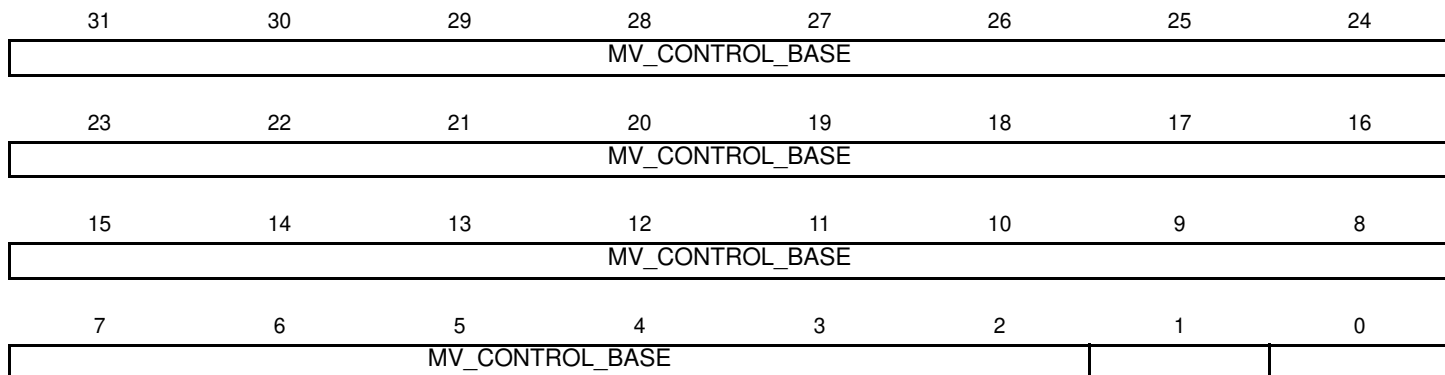 31 30 29 28 27 26 25 24
MV_CONTROL_BASE
23 22 21 20 19 18 17 16
MV_CONTROL_BASE
15 14 13 12 11 10 9 8
MV_CONTROL_BASE
7 6 5 4 3 2 1 0
MV_CONTROL_BASE